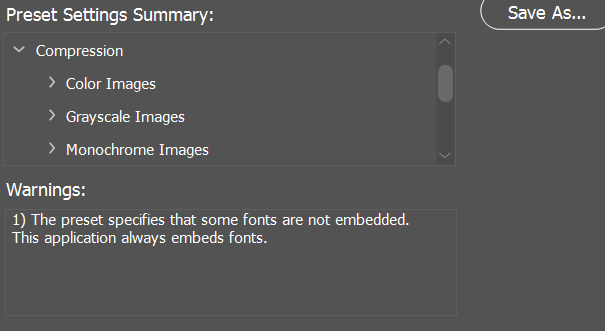 Preset Settings Summary:
Save As...
Compression
Color Images
Grayscale Images
Monochrome Images
Warnings:
1) The preset specifies that some fonts are not embedded.
This application always embeds fonts.